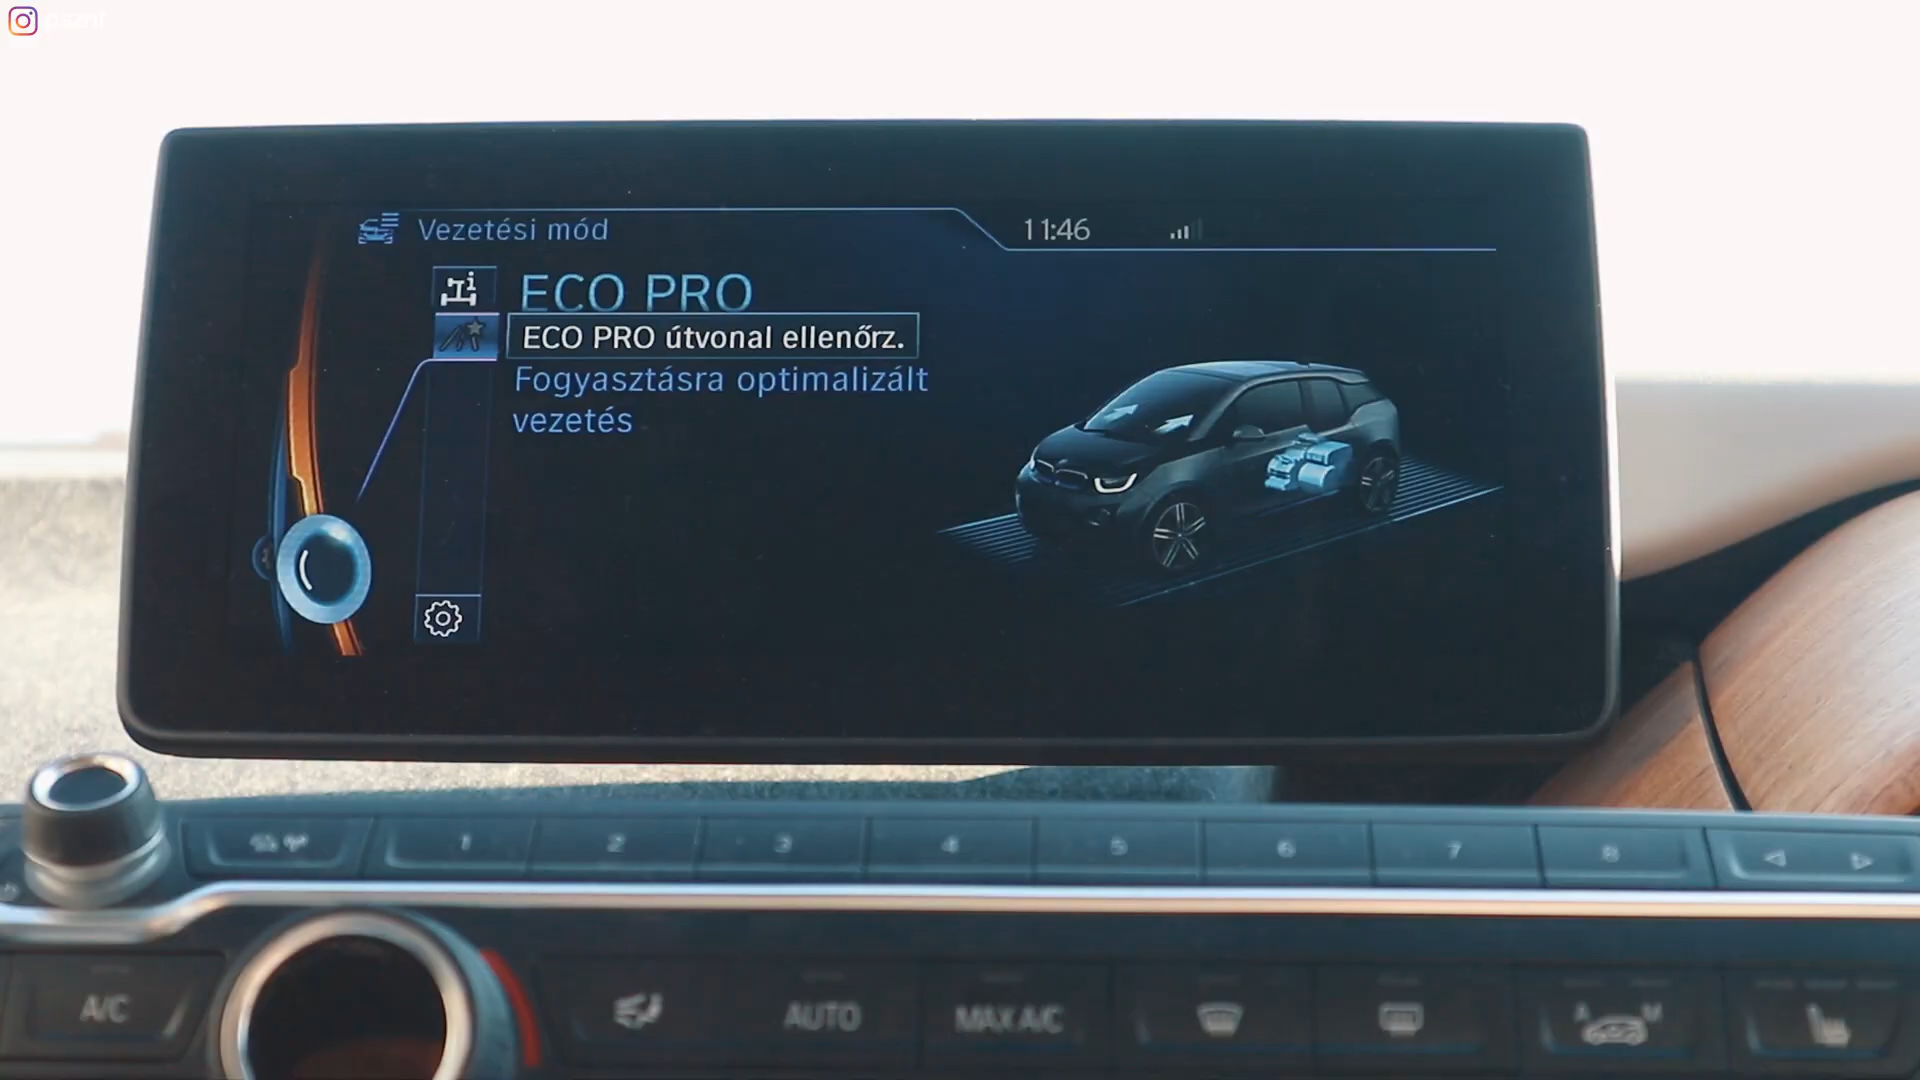 Vezetési mód
11:46
ECO PRO
ECO PRO útvonal ellenőrz.
Fogyasztásra optimalizált
vezetés
1 2 3 4 5 6 7 8
A/C
AUTO
MAX A/C
A M